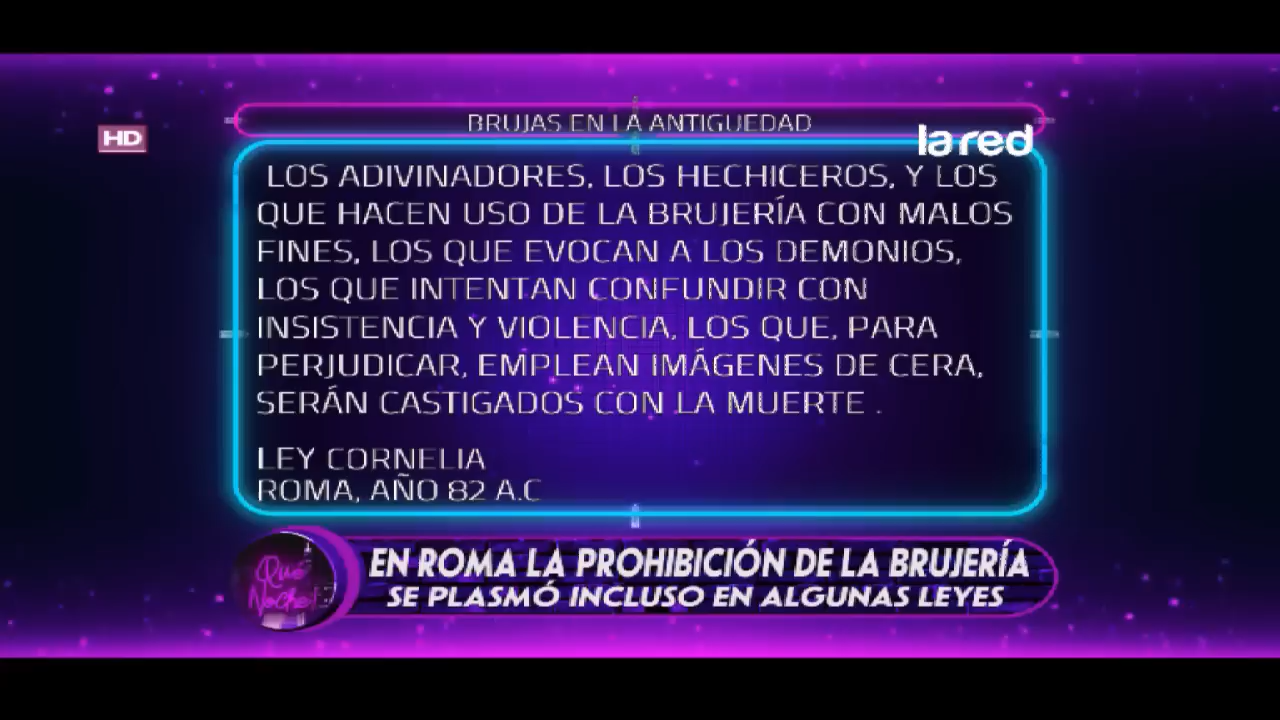 BRUJAS EN LA ANTIGUEDAD
HD
la red
LOS ADIVINADORES, LOS HECHICEROS, Y LOS
QUE HACEN USO DE LA BRUJERÍA CON MALOS
FINES, LOS QUE EVOCAN A LOS DEMONIOS,
LOS QUE INTENTAN CONFUNDIR CON
INSISTENCIA Y VIOLENCIA, LOS QUE, PARA
PERJUDICAR, EMPLEAN IMÁGENES DE CERA,
SERÁN CASTIGADOS CON LA MUERTE .
LEY CORNELIA
ROMA, AÑO 82 A.C
Qué
Noche!
EN ROMA LA PROHIBICIÓN DE LA BRUJERÍA
SE PLASMÓ INCLUSO EN ALGUNAS LEYES